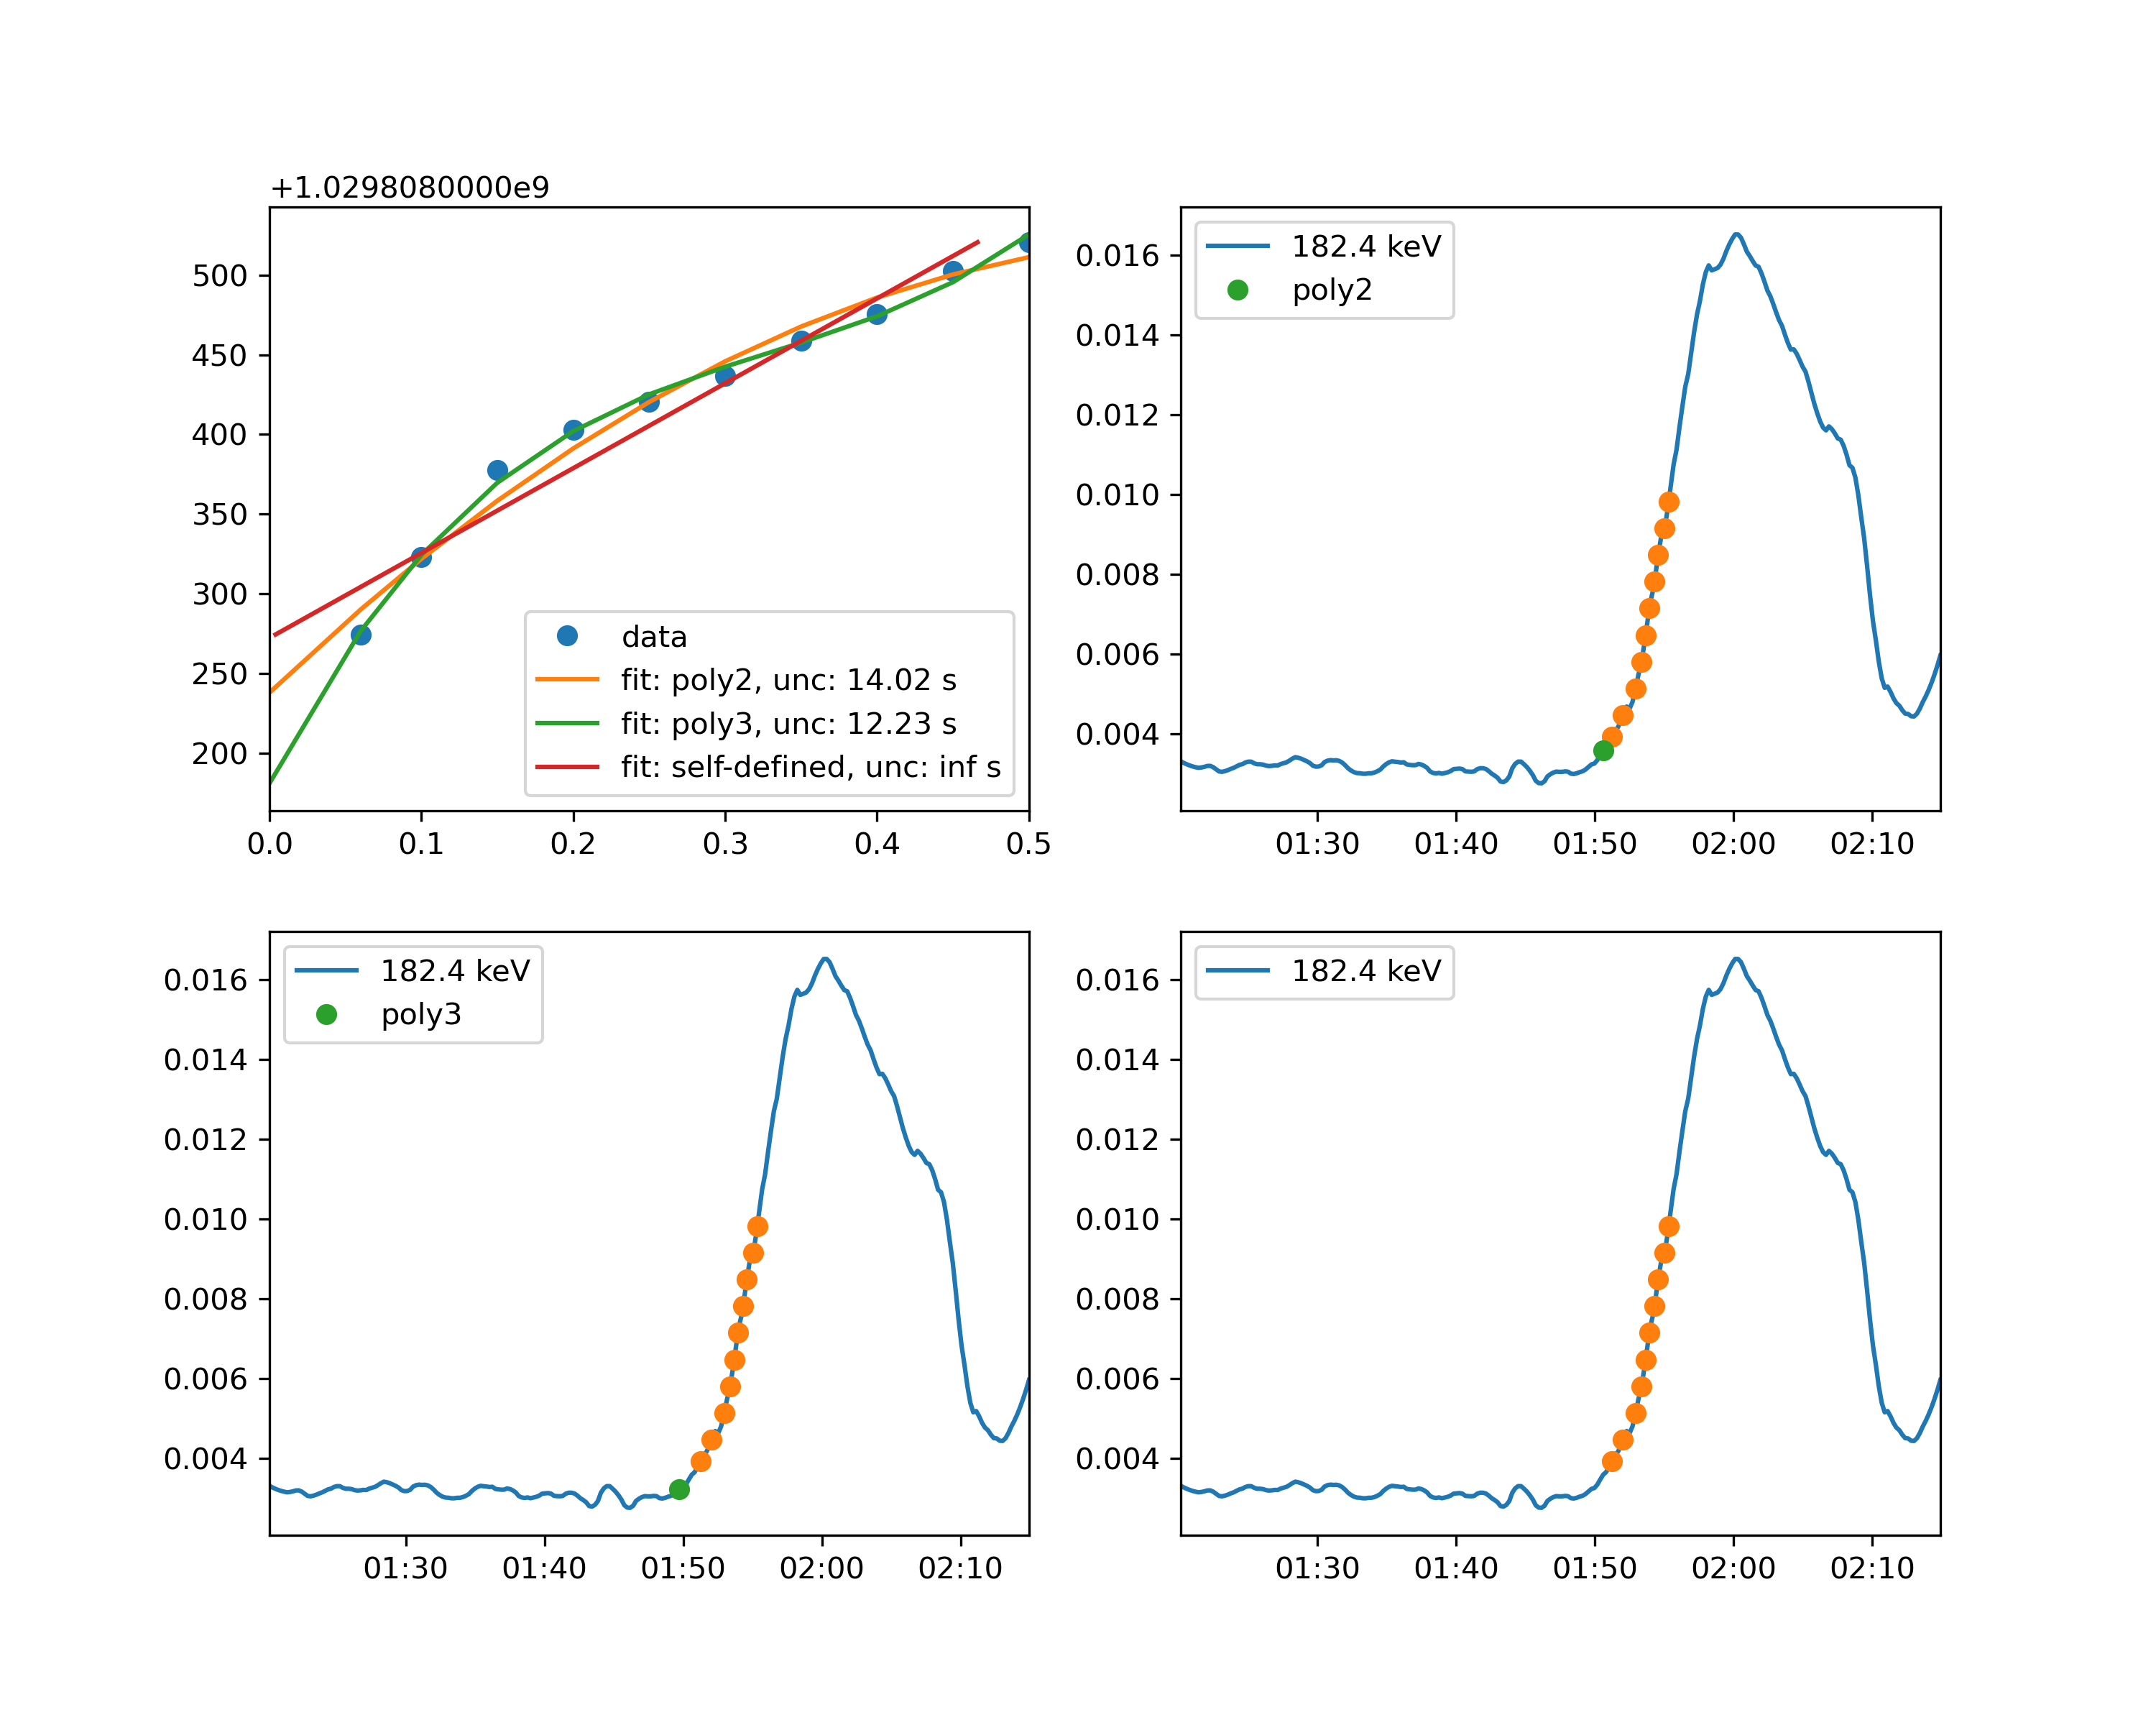 +1.0298080000e9
500
450
400
350
300
250
200
0.0 0.1 0.2 0.3 0.4 0.5
data
fit: poly2, unc: 14.02 s
fit: poly3, unc: 12.23 s
fit: self-defined, unc: inf s
0.016
0.014
0.012
0.010
0.008
0.006
0.004
01:30 01:40 01:50 02:00 02:10
182.4 keV
poly2
0.016
0.014
0.012
0.010
0.008
0.006
0.004
01:30 01:40 01:50 02:00 02:10
182.4 keV
poly3
0.016
0.014
0.012
0.010
0.008
0.006
0.004
01:30 01:40 01:50 02:00 02:10
182.4 keV